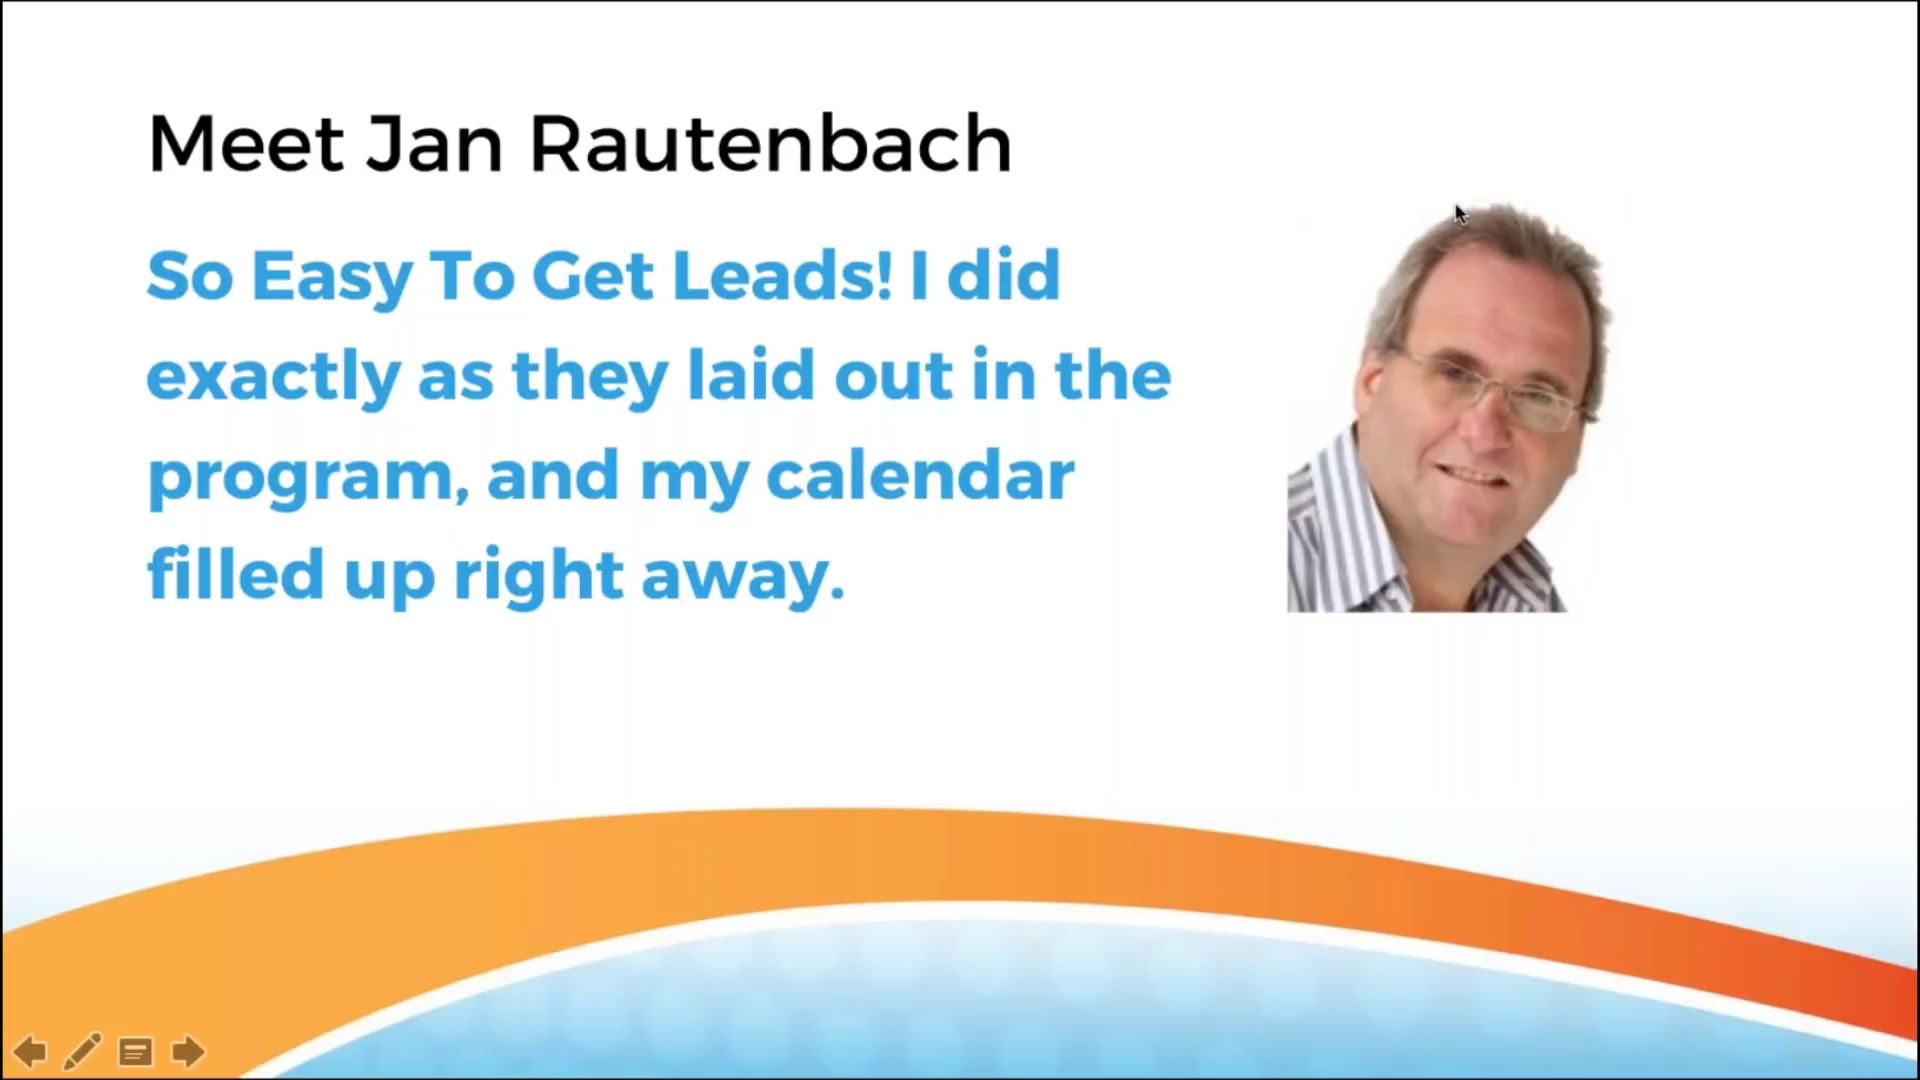 Meet Jan Rautenbach
So Easy To Get Leads! I did
exactly as they laid out in the
program, and my calendar
filled up right away.